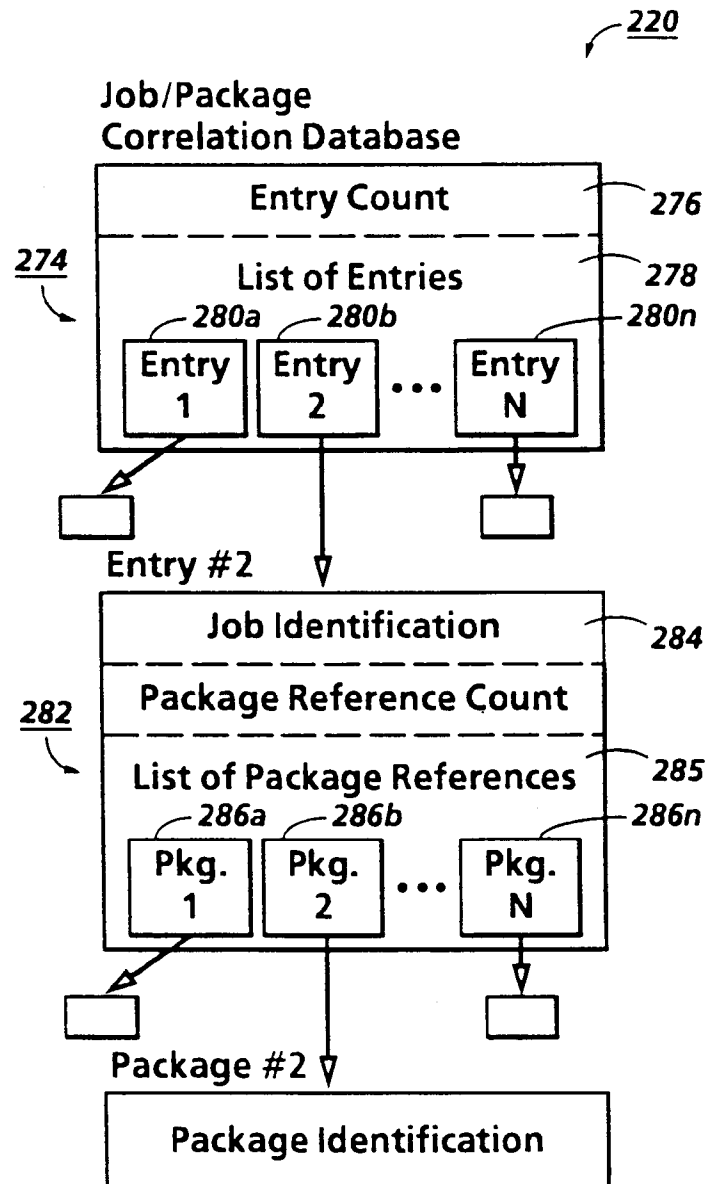 220
Job/Package
Correlation Database
Entry Count
276
274
List of Entries
278
280a
280b
280n
Entry
1
Entry
2
...
Entry
N
Entry #2
Job Identification
284
282
Package Reference Count
List of Package References
285
286a
286b
286n
Pkg.
1
Pkg.
2
...
Pkg.
N
Package #2
Package Identification